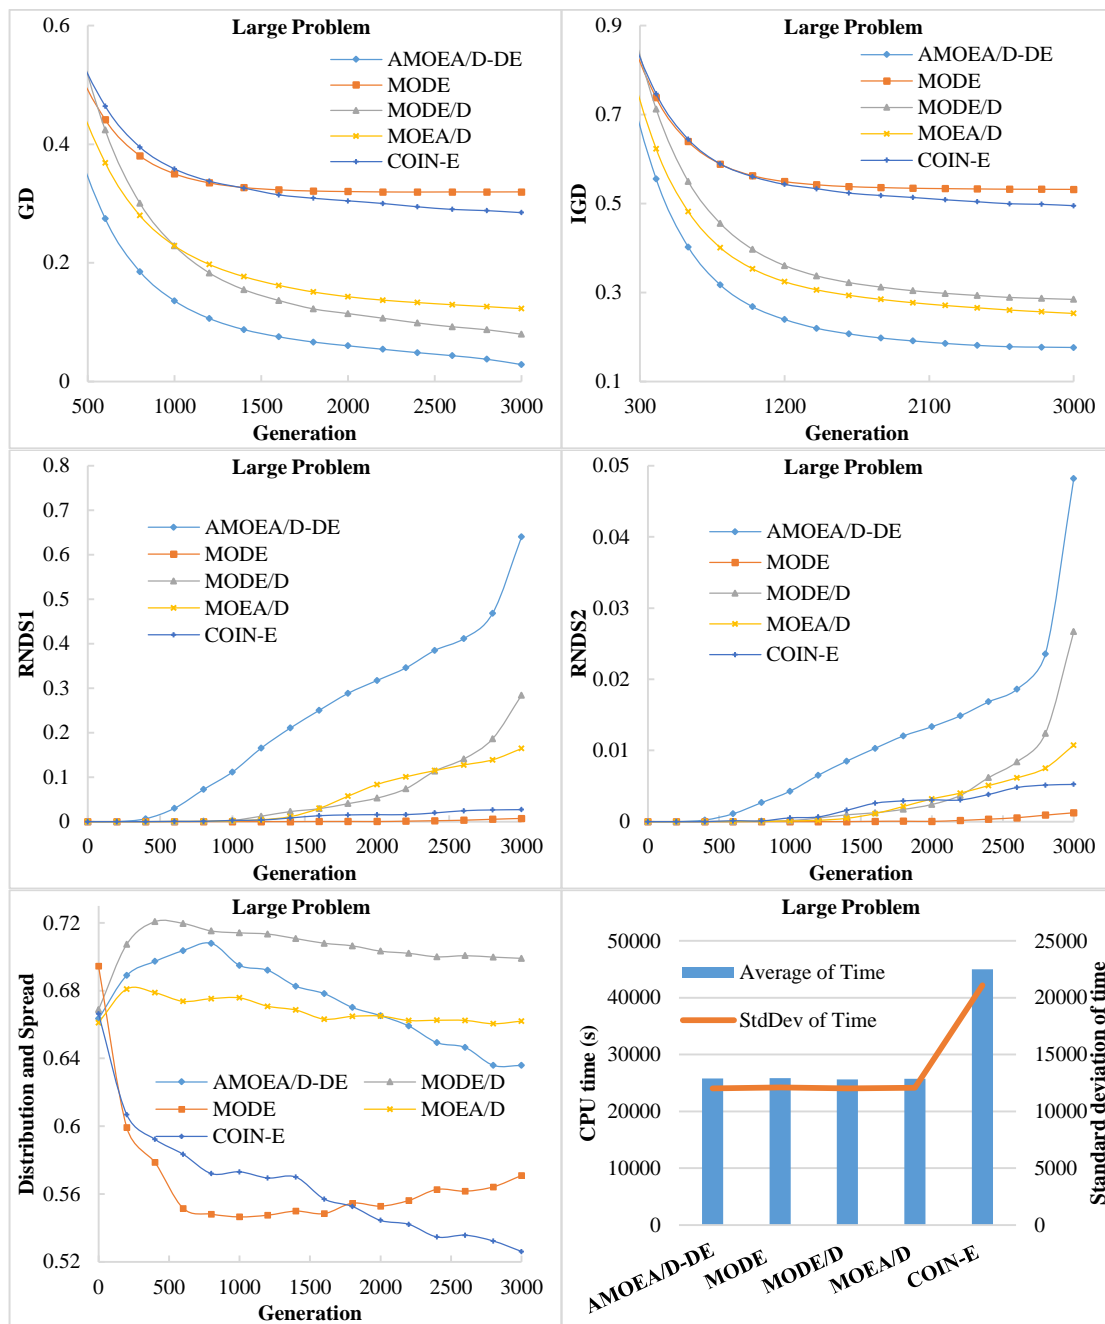 Large Problem
0.6
0.4
0.2
0
GD
AMOEA/D-DE
MODE
MODE/D
MOEA/D
COIN-E
500 1000 1500 2000 2500 3000
Generation
Large Problem
0.9
0.7
0.5
0.3
0.1
IGD
AMOEA/D-DE
MODE
MODE/D
MOEA/D
COIN-E
300 1200 2100 3000
Generation
Large Problem
0.8
0.7
0.6
0.5
0.4
0.3
0.2
0.1
0
RNDS1
AMOEA/D-DE
MODE
MODE/D
MOEA/D
COIN-E
0 500 1000 1500 2000 2500 3000
Generation
Large Problem
0.05
0.04
0.03
0.02
0.01
0
RNDS2
AMOEA/D-DE
MODE
MODE/D
MOEA/D
COIN-E
0 500 1000 1500 2000 2500 3000
Generation
Large Problem
0.72
0.68
0.64
0.6
0.56
0.52
Distribution and Spread
AMOEA/D-DE MODE/D
MODE MOEA/D
COIN-E
0 500 1000 1500 2000 2500 3000
Generation
Large Problem
50000
40000
30000
20000
10000
0
CPU time (s)
Average of Time
StdDev of Time
25000
20000
15000
10000
5000
0
Standard deviation of time
AMOEA/D-DE MODE MODE/D MOEA/D COIN-E